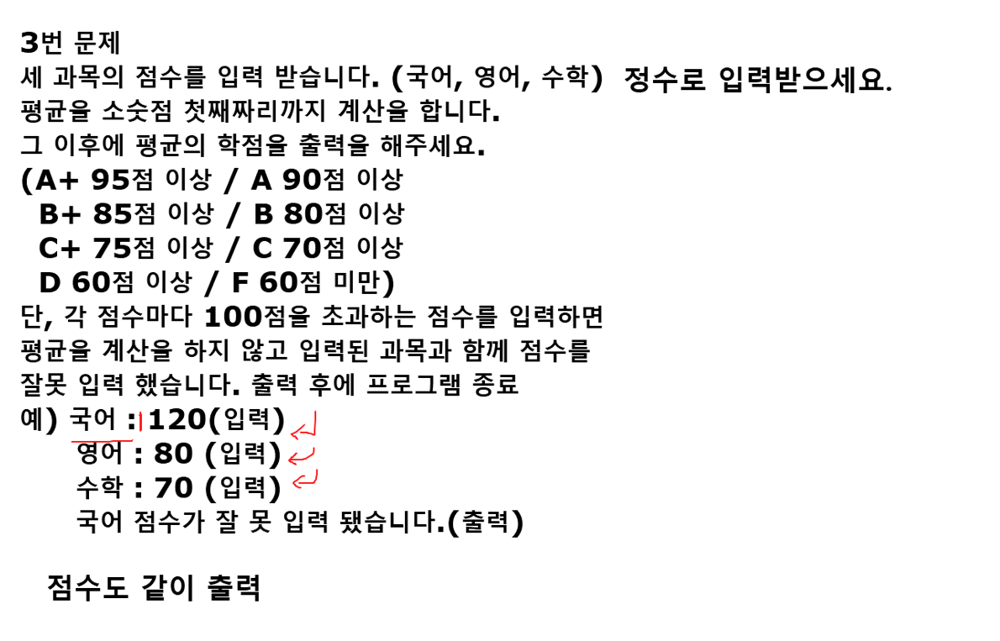 3번 문제
세 과목의 점수를 입력 받습니다. (국어, 영어, 수학) 정수로 입력받으세요.
평균을 소숫점 첫째짜리까지 계산을 합니다.
그 이후에 평균의 학점을 출력을 해주세요.
(A+ 95점 이상 / A 90점 이상
B+ 85점 이상 / B 80점 이상
C+ 75점 이상 / C 70점 이상
D 60점 이상 / F 60점 미만)
단, 각 점수마다 100점을 초과하는 점수를 입력하면
평균을 계산을 하지 않고 입력된 과목과 함께 점수를
잘못 입력 했습니다. 출력 후에 프로그램 종료
예) 국어 : 120(입력)
영어 : 80 (입력)
수학 : 70 (입력)
국어 점수가 잘 못 입력 됐습니다.(출력)
점수도 같이 출력